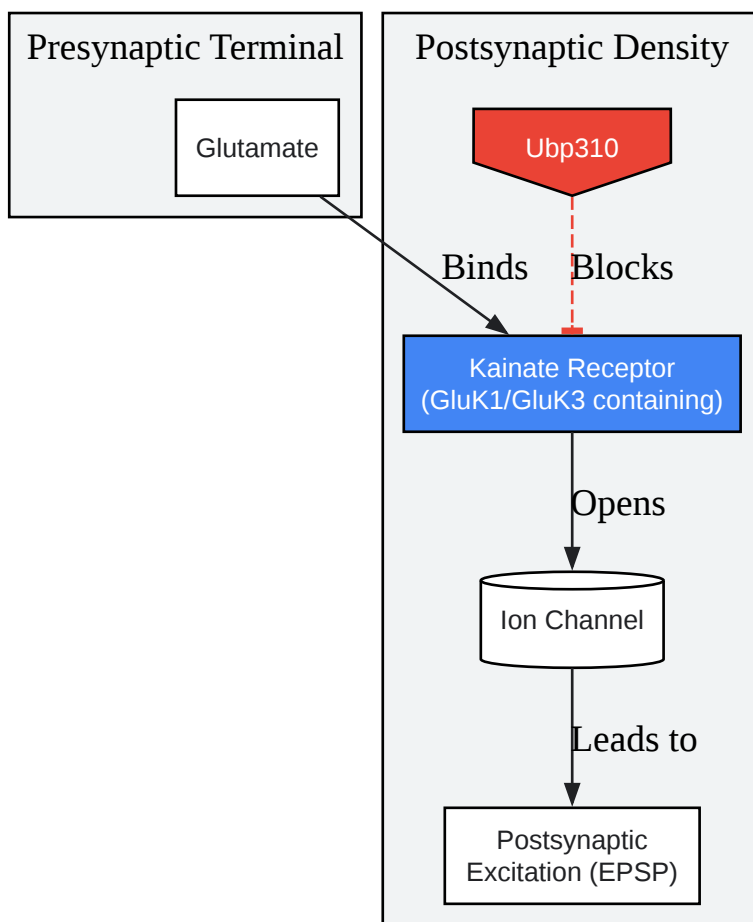 Presynaptic Terminal
Postsynaptic Density
Glutamate
Ubp310
Binds
Blocks
Kainate Receptor
(GluK1/GluK3 containing)
Opens
Ion Channel
Leads to
Postsynaptic
Excitation (EPSP)